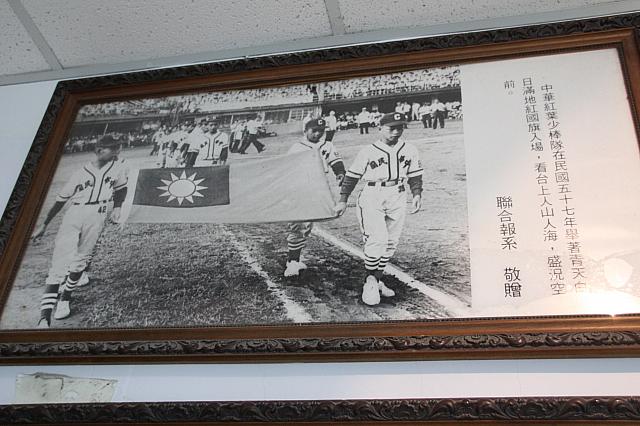 中華紅葉少棒隊在民國五十七年舉著青天白
日滿地紅國旗入場，看台上人山人海，盛況空
前。
聯合報系　敬贈
C
C
42